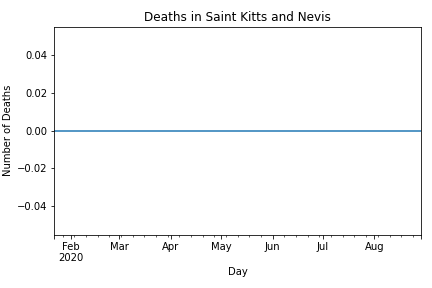 Deaths in Saint Kitts and Nevis
0.04
0.02
0.00
−0.02
−0.04
Number of Deaths
Feb Mar Apr May Jun Jul Aug
2020
Day